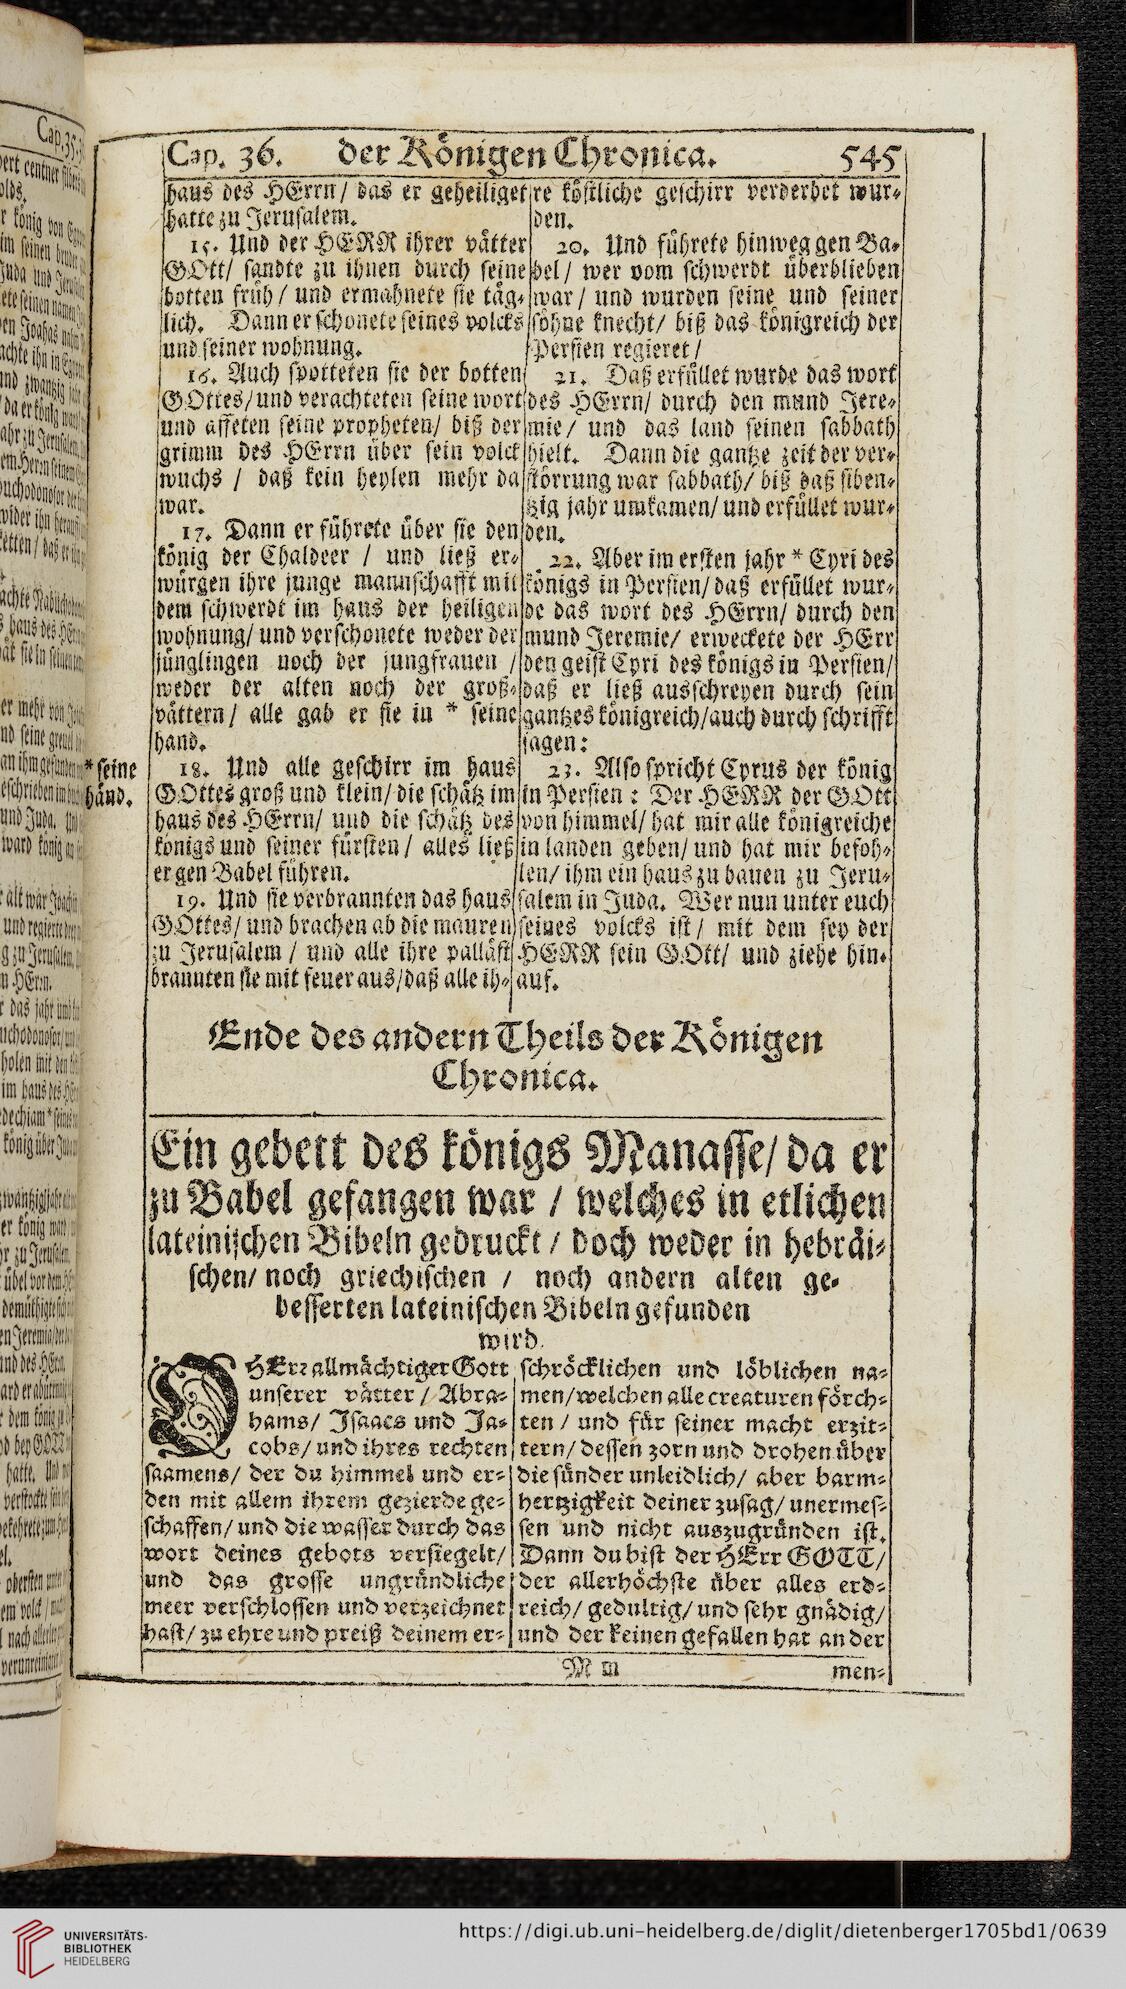 Cap. 36. der Königen Chronica. 545
haus des HErrn/ das er geheiliget
hatte zu Jerusalem.
15. Und der HERR ihrer vätter
GOtt/ sandte zu ihnen durch seine
botten früh/ und ermahnete sie täg-
lich. Dann er schonete seines volcks
und seiner wohnung.
16. Auch spotteten sie der botten
GOttes/ und verachteten seine wort
und affeten seine propheten/ biß der
grimm des HErrn über sein volck
wuchs / daß kein heylen mehr da
war.
17. Dann er führete über sie den
könig der Chaldeer / und ließ er-
würgen ihre junge mannschafft mit
dem schwerdt im haus der heiligen
wohnung/ und verschonete weder der
jünglingen noch der jungfrauen /
weder der alten noch der groß-
vättern/ alle gab er sie in * seine
hand.
* seine
händ.
18. Und alle geschirr im haus
GOttes groß und klein/ die schätz im
haus des HErrn/ und die schätz des
königs und seiner fürsten/ alles ließ
er gen Babel führen.
19. Und sie verbrannten das haus
GOttes/ und brachen ab die mauren
zu Jerusalem / und alle ihre palläst
brannten sie mit feuer aus/ daß alle ih-
re köstliche geschirr verderbet wur-
den.
20. Und führete hinweg gen Ba-
bel/ wer vom schwerdt überblieben
war/ und wurden seine und seiner
söhne knecht/ biß das königreich der
Persien regieret/
21. Daß erfüllet wurde das wort
des HErrn/ durch den mund Jere-
mie/ und das land seinen sabbath
hielt. Dann die gantze zeit der ver-
störrung war sabbath/ biß daß siben-
tzig jahr umkamen/ und erfüllet wur-
den.
22. Aber im ersten jahr * Cyri des
königs in Persien/ daß erfüllet wur-
de das wort des HErrn/ durch den
mund Jeremie/ erweckete der HErr
den geist Cyri des königs in Persien/
daß er ließ ausschreyen durch sein
gantzes königreich/ auch durch schrifft
sagen:
23. Also spricht Cyrus der könig
in Persien: Der HERR der GOtt
von himmel/ hat mir alle königreiche
in landen geben/ und hat mir befoh-
len/ ihm ein haus zu bauen zu Jeru-
salem in Juda. Wer nun unter euch
seines volcks ist/ mit dem sey der
HERR sein GOtt/ und ziehe hin-
auf.
Ende des andern Theils der Königen
Chronica.
Ein gebett des königs Manasse/ da er
zu Babel gefangen war / welches in etlichen
lateinischen Bibeln gedruckt / doch weder in hebräi-
schen/ noch griechischen / noch andern alten ge-
besserten lateinischen Bibeln gefunden
wird.
O HErr allmächtiger Gott
unserer vätter / Abra-
hams/ Isaacs und Ja-
cobs/ und ihres rechten
saamens/ der du himmel und er-
den mit allem ihrem gezierde ge-
schaffen/ und die wasser durch das
wort deines gebots versiegelt/
und das grosse ungründliche
meer verschlossen und verzeichnet
hast/ zu ehre und preiß deinem er-
schröcklichen und löblichen na-
men/ welchen alle creaturen förch-
ten / und für seiner macht erzit-
tern/ dessen zorn und drohen über
die sünder unleidlich/ aber barm-
hertzigkeit deiner zusag/ unermes-
sen und nicht auszugründen ist.
Dann du bist der HErr GOTT/
der allerhöchste über alles erd-
reich/ gedultig/ und sehr gnädig/
und der keinen gefallen hat an der
M m men-
UNIVERSITÄTS-
BIBLIOTHEK
HEIDELBERG
https://digi.ub.uni-heidelberg.de/diglit/dietenberger1705bd1/0639